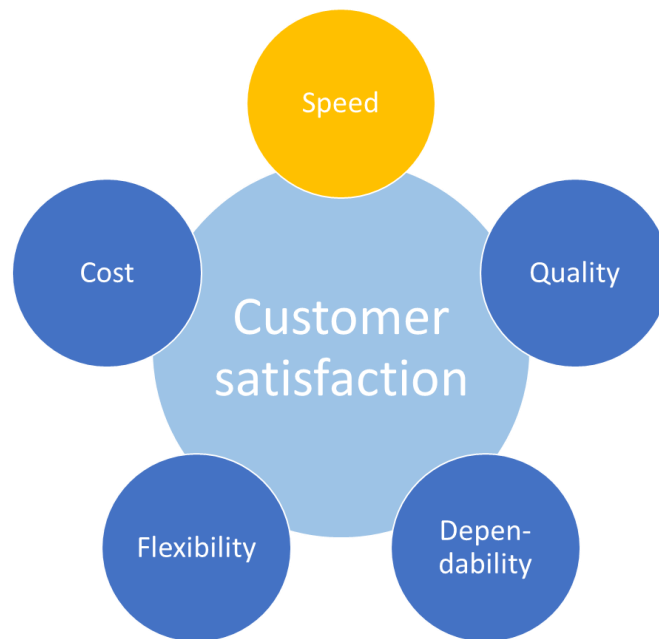 Speed
Cost
Quality
Customer
satisfaction
Flexibility
Depen-
dability